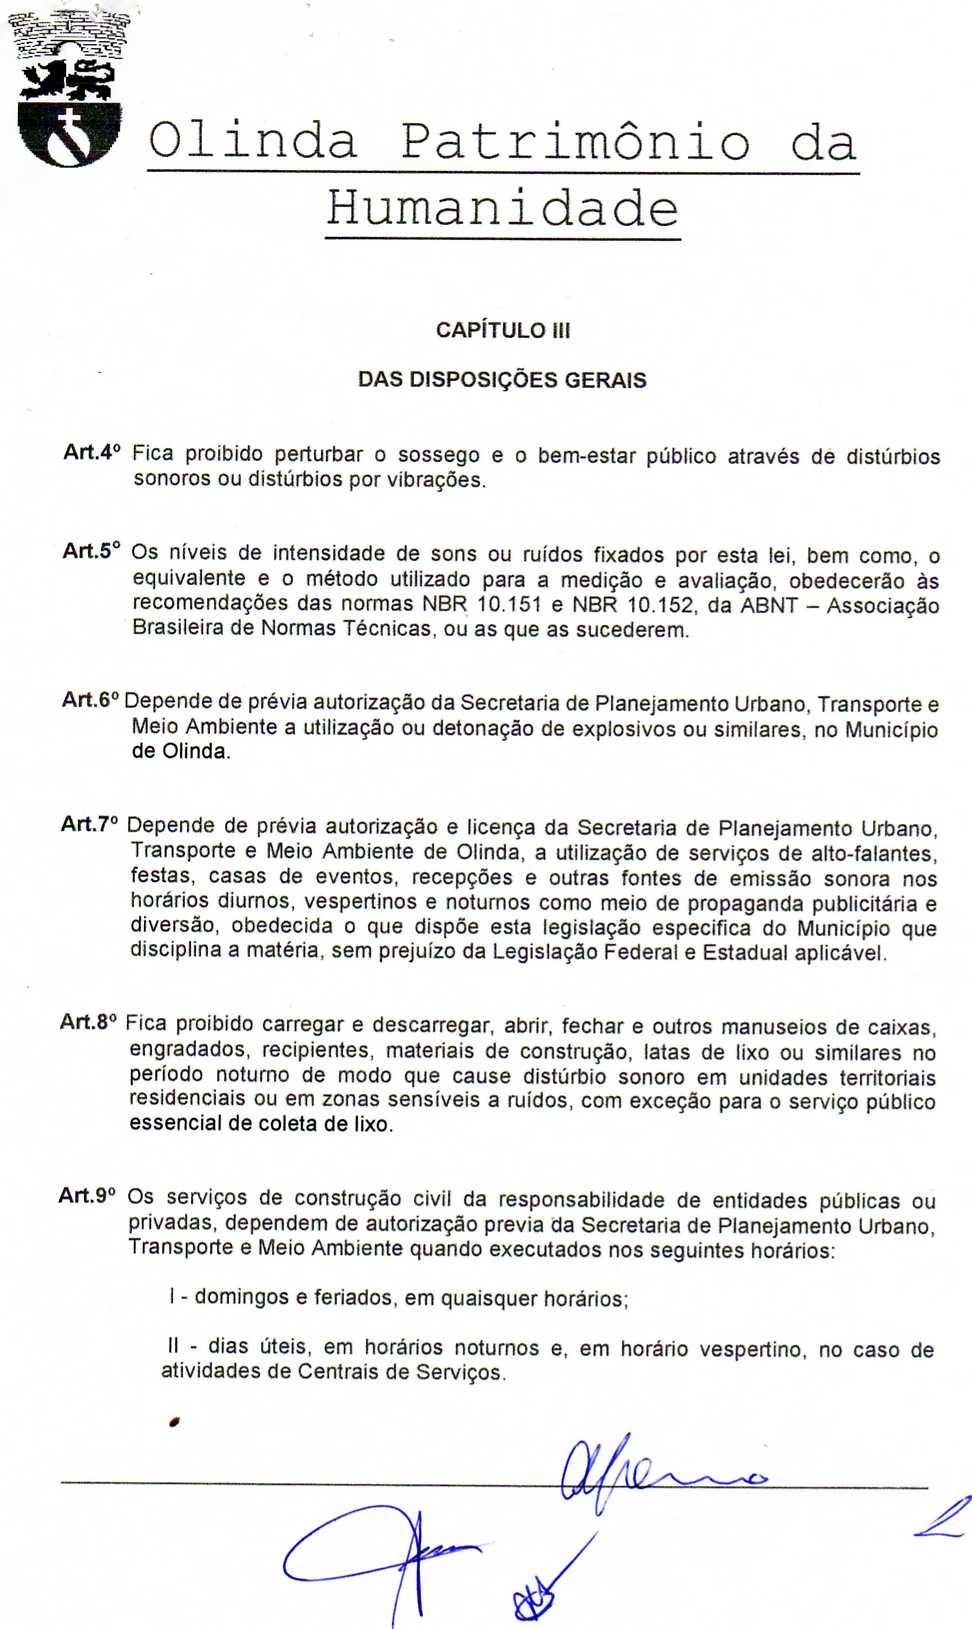 Olinda Patrimônio da
Humanidade
CAPÍTULO III
DAS DISPOSIÇÕES GERAIS
Art.4º Fica proibido perturbar o sossego e o bem-estar público através de distúrbios
sonoros ou distúrbios por vibrações.
Art.5° Os níveis de intensidade de sons ou ruídos fixados por esta lei, bem como, o
equivalente e o método utilizado para a medição e avaliação, obedecerão às
recomendações das normas NBR 10.151 e NBR 10.152, da ABNT – Associação
Brasileira de Normas Técnicas, ou as que as sucederem.
Art.6º Depende de prévia autorização da Secretaria de Planejamento Urbano, Transporte e
Meio Ambiente a utilização ou detonação de explosivos ou similares, no Município
de Olinda.
Art.7º Depende de prévia autorização e licença da Secretaria de Planejamento Urbano,
Transporte e Meio Ambiente de Olinda, a utilização de serviços de alto-falantes,
festas, casas de eventos, recepções e outras fontes de emissão sonora nos
horários diurnos, vespertinos e noturnos como meio de propaganda publicitária e
diversão, obedecida o que dispõe esta legislação especifica do Município que
disciplina a matéria, sem prejuízo da Legislação Federal e Estadual aplicável.
Art.8º Fica proibido carregar e descarregar, abrir, fechar e outros manuseios de caixas,
engradados, recipientes, materiais de construção, latas de lixo ou similares no
período noturno de modo que cause distúrbio sonoro em unidades territoriais
residenciais ou em zonas sensíveis a ruídos, com exceção para o serviço público
essencial de coleta de lixo.
Art.9º Os serviços de construção civil da responsabilidade de entidades públicas ou
privadas, dependem de autorização previa da Secretaria de Planejamento Urbano,
Transporte e Meio Ambiente quando executados nos seguintes horários:
I - domingos e feriados, em quaisquer horários;
II - dias úteis, em horários noturnos e, em horário vespertino, no caso de
atividades de Centrais de Serviços.